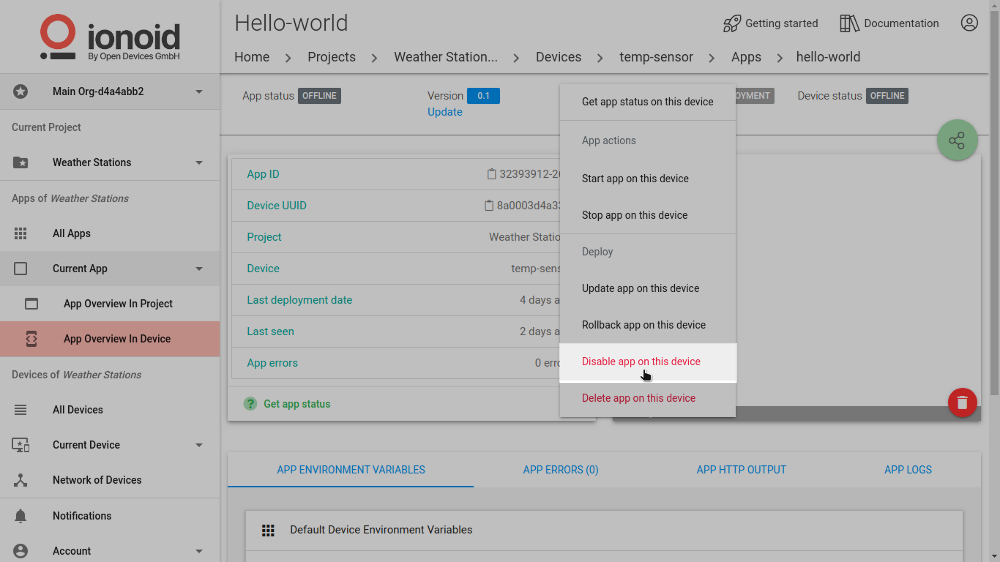 ionoid
By Open Devices GmbH
Hello-world
Getting started
Documentation
Home > Projects > Weather Station... > Devices > temp-sensor > Apps > hello-world
Main Org-d4a4abb2
Current Project
Weather Stations
Apps of Weather Stations
All Apps
Current App
App Overview In Project
App Overview In Device
Devices of Weather Stations
All Devices
Current Device
Network of Devices
Notifications
Account
App status OFFLINE
Version 0.1
Update
Device status OFFLINE
App ID 32393912-2
Device UUID 8a0003d4a3
Project Weather Statio
Device temp-sens
Last deployment date 4 days a
Last seen 2 days a
App errors 0 erro
? Get app status
Get app status on this device
App actions
Start app on this device
Stop app on this device
Deploy
Update app on this device
Rollback app on this device
Disable app on this device
Delete app on this device
APP ENVIRONMENT VARIABLES
APP ERRORS (0)
APP HTTP OUTPUT
APP LOGS
Default Device Environment Variables